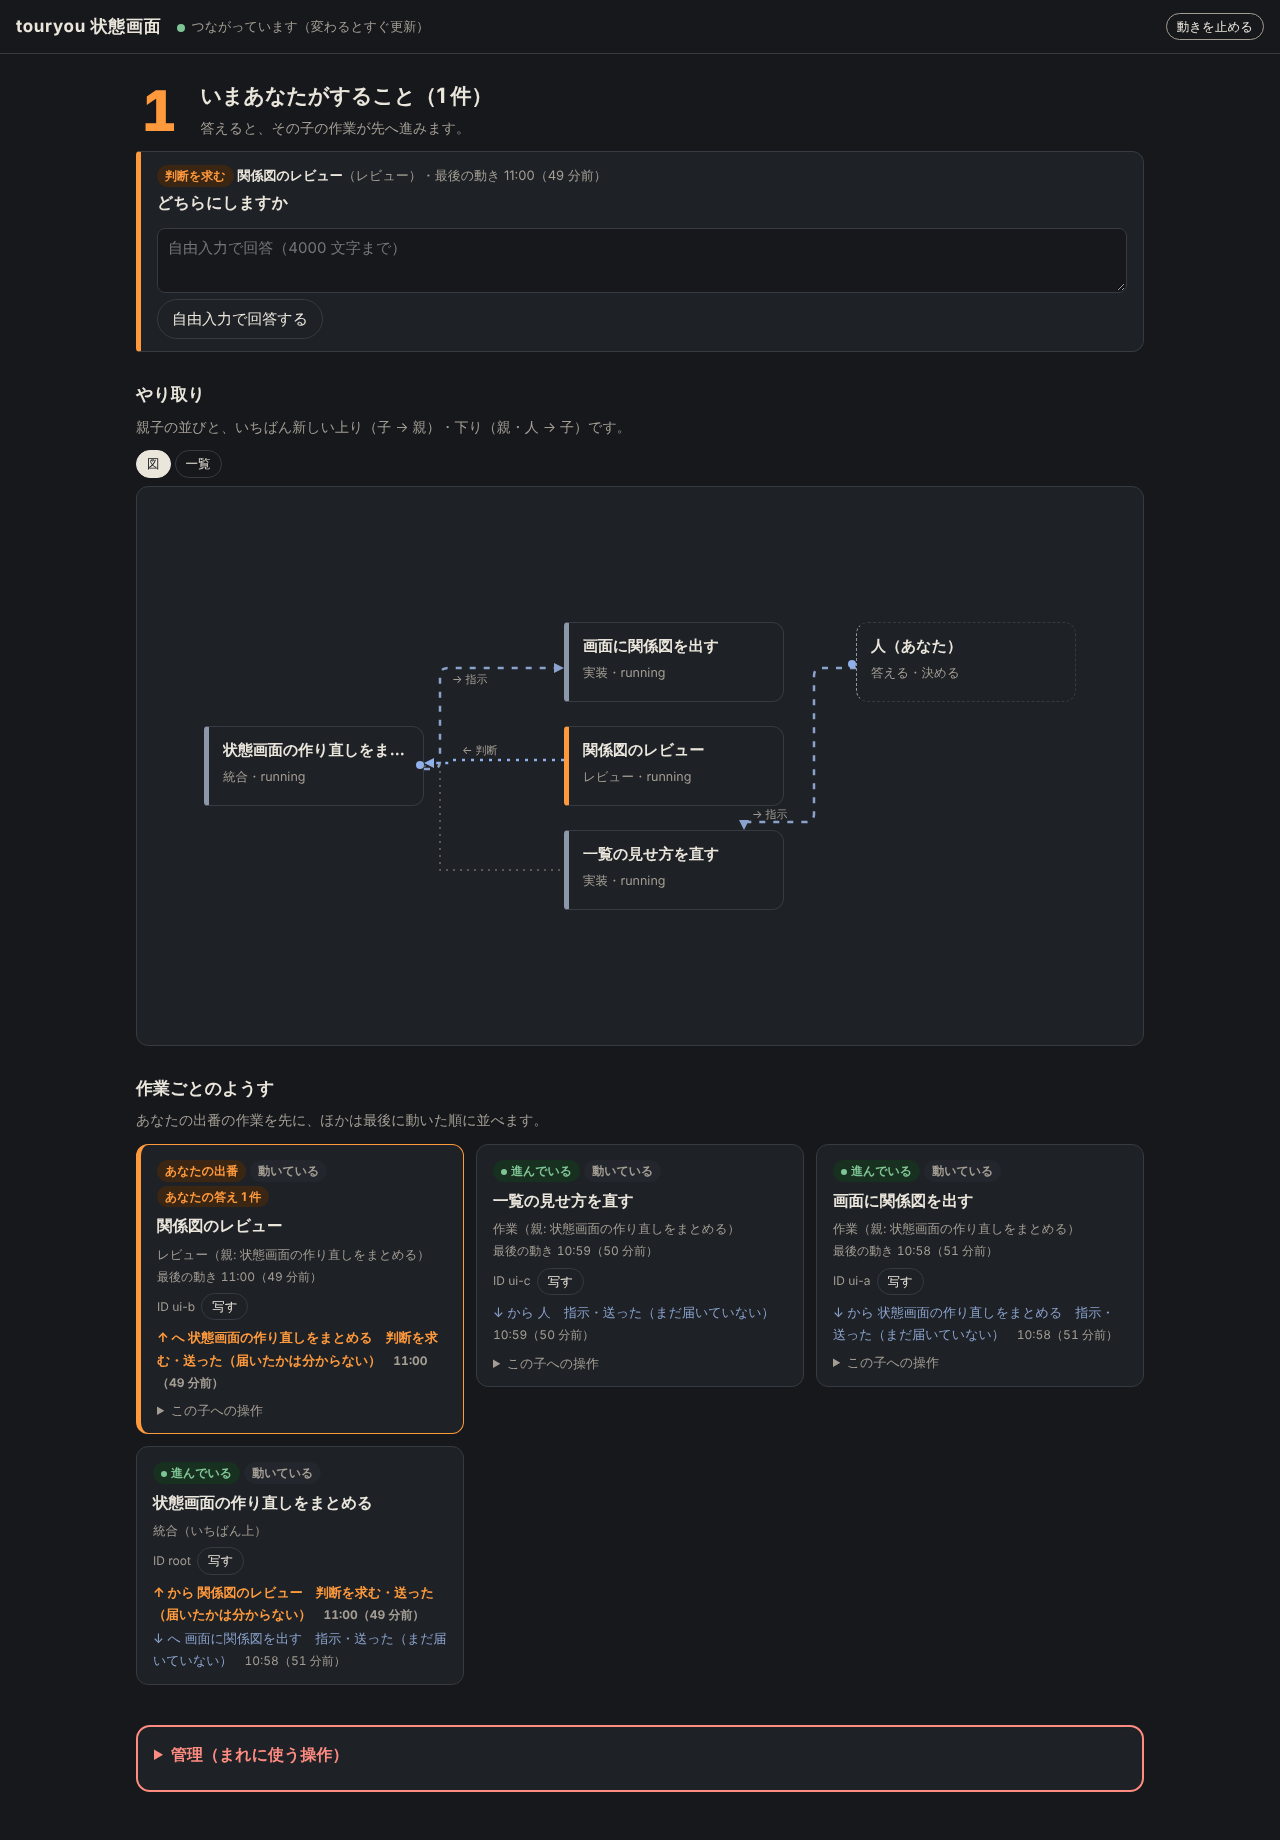 touryou 状態画面
つながっています（変わるとすぐ更新）
動きを止める
1
いまあなたがすること（1 件）
答えると、その子の作業が先へ進みます。
判断を求む 関係図のレビュー（レビュー）・最後の動き 11:00（49 分前）
どちらにしますか
自由入力で回答（4000 文字まで）
自由入力で回答する
やり取り
親子の並びと、いちばん新しい上り（子 → 親）・下り（親・人 → 子）です。
図
一覧
画面に関係図を出す
実装・running
人（あなた）
答える・決める
→ 指示
状態画面の作り直しをま…
統合・running
← 判断
関係図のレビュー
レビュー・running
→ 指示
一覧の見せ方を直す
実装・running
作業ごとのようす
あなたの出番の作業を先に、ほかは最後に動いた順に並べます。
あなたの出番 動いている
あなたの答え 1 件
関係図のレビュー
レビュー（親: 状態画面の作り直しをまとめる）
最後の動き 11:00（49 分前）
ID ui-b 写す
↑ へ 状態画面の作り直しをまとめる 判断を求
む・送った（届いたかは分からない） 11:00
（49 分前）
▶ この子への操作
進んでいる 動いている
一覧の見せ方を直す
作業（親: 状態画面の作り直しをまとめる）
最後の動き 10:59（50 分前）
ID ui-c 写す
↓ から 人 指示・送った（まだ届いていない）
10:59（50 分前）
▶ この子への操作
進んでいる 動いている
画面に関係図を出す
作業（親: 状態画面の作り直しをまとめる）
最後の動き 10:58（51 分前）
ID ui-a 写す
↓ から 状態画面の作り直しをまとめる 指示・
送った（まだ届いていない） 10:58（51 分前）
▶ この子への操作
進んでいる 動いている
状態画面の作り直しをまとめる
統合（いちばん上）
ID root 写す
↑ から 関係図のレビュー 判断を求む・送った
（届いたかは分からない） 11:00（49 分前）
↓ へ 画面に関係図を出す 指示・送った（まだ届
いていない） 10:58（51 分前）
▶ 管理（まれに使う操作）